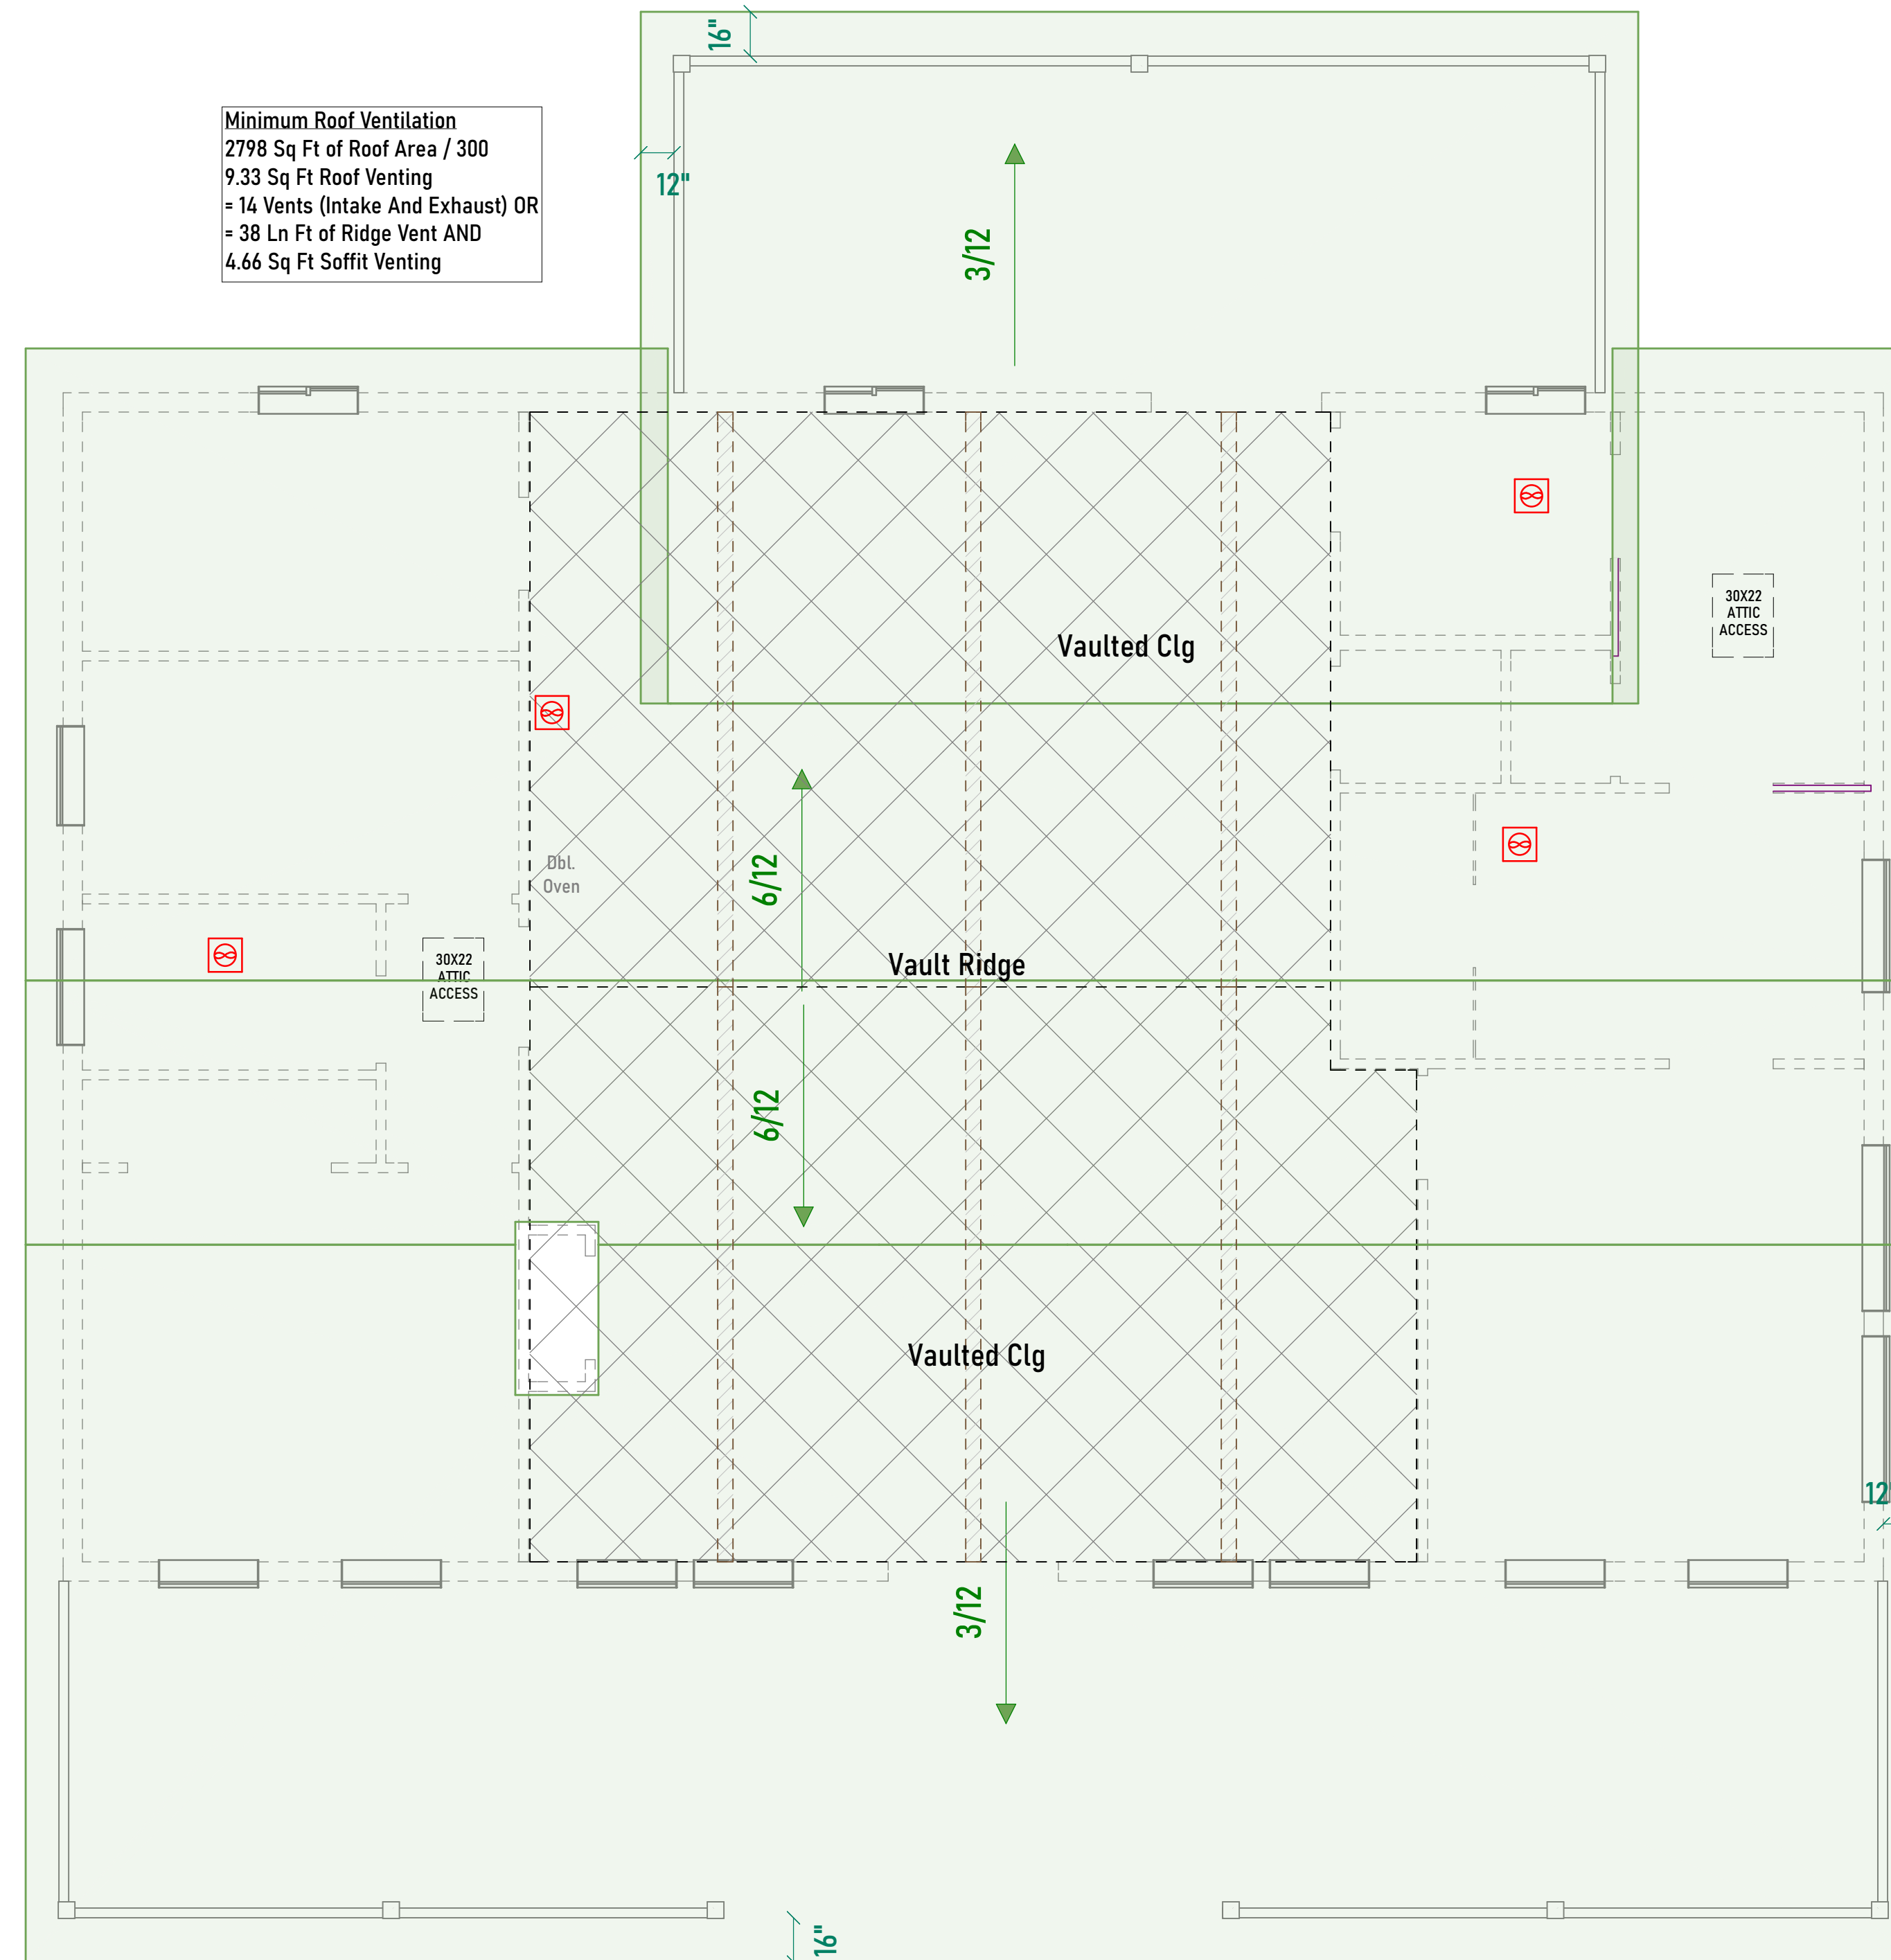 16"
Minimum Roof Ventilation
2798 Sq Ft of Roof Area / 300
9.33 Sq Ft Roof Venting
= 14 Vents (Intake And Exhaust) OR
= 38 Ln Ft of Ridge Vent AND
4.66 Sq Ft Soffit Venting
12"
3/12
30X22
ATTIC
ACCESS
Vaulted Clg
6/12
Dbl.
Oven
30X22
ATTIC
ACCESS
Vault Ridge
6/12
Vaulted Clg
12"
3/12
16"